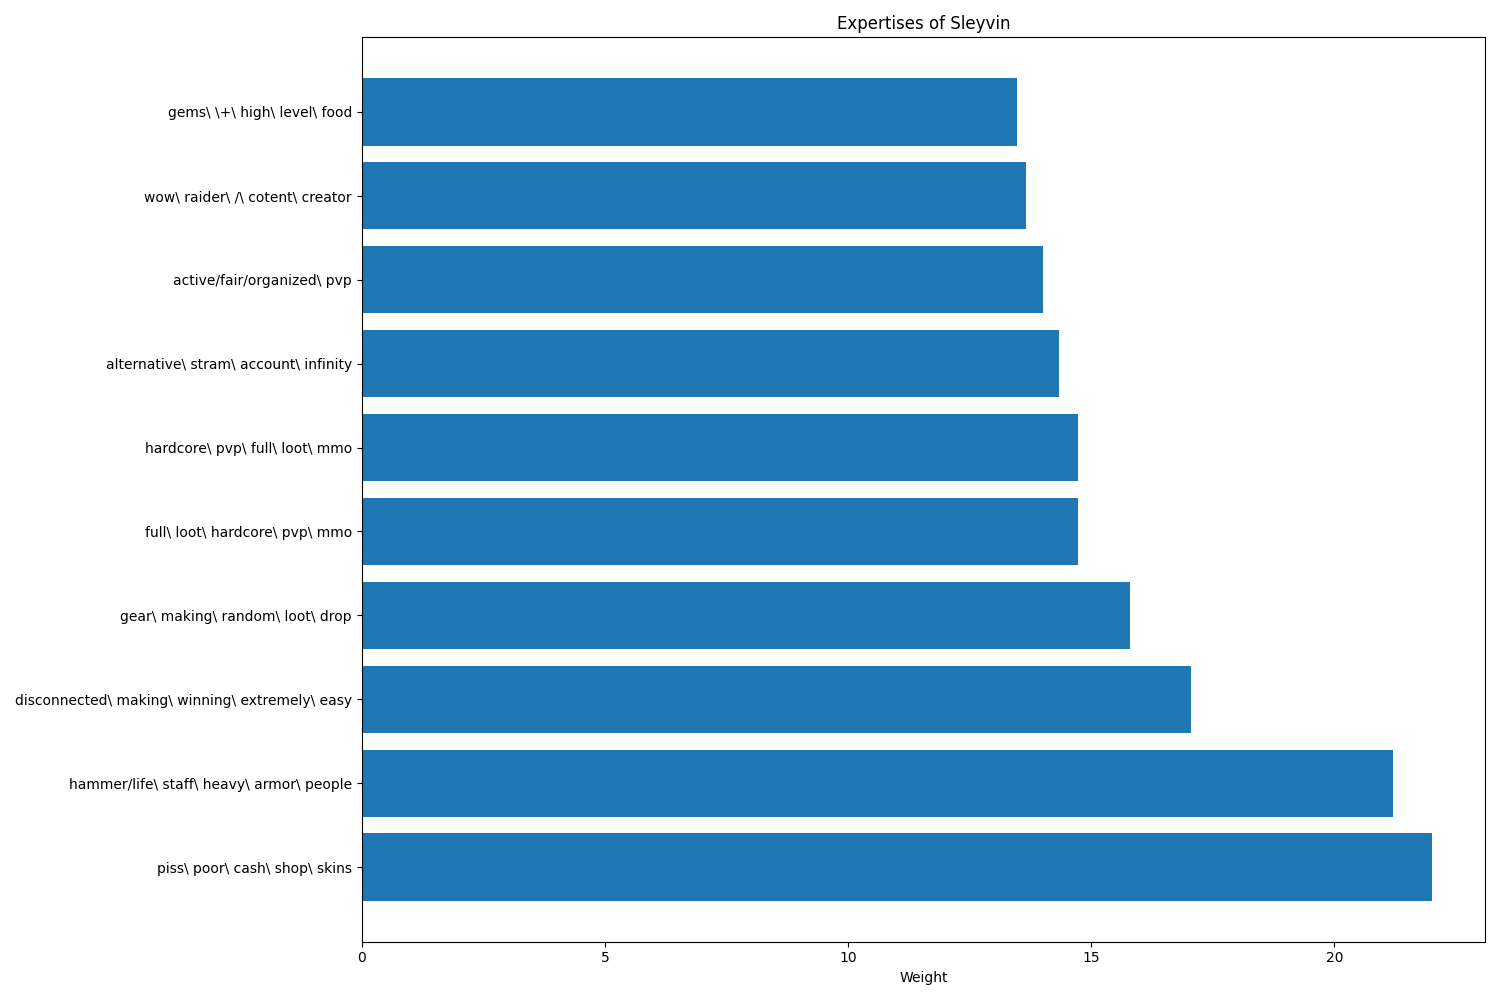 Expertises of Sleyvin
gems\ \+\ high\ level\ food
wow\ raider\ /\ cotent\ creator
active/fair/organized\ pvp
alternative\ stram\ account\ infinity
hardcore\ pvp\ full\ loot\ mmo
full\ loot\ hardcore\ pvp\ mmo
gear\ making\ random\ loot\ drop
disconnected\ making\ winning\ extremely\ easy
hammer/life\ staff\ heavy\ armor\ people
piss\ poor\ cash\ shop\ skins
0 5 10 15 20
Weight